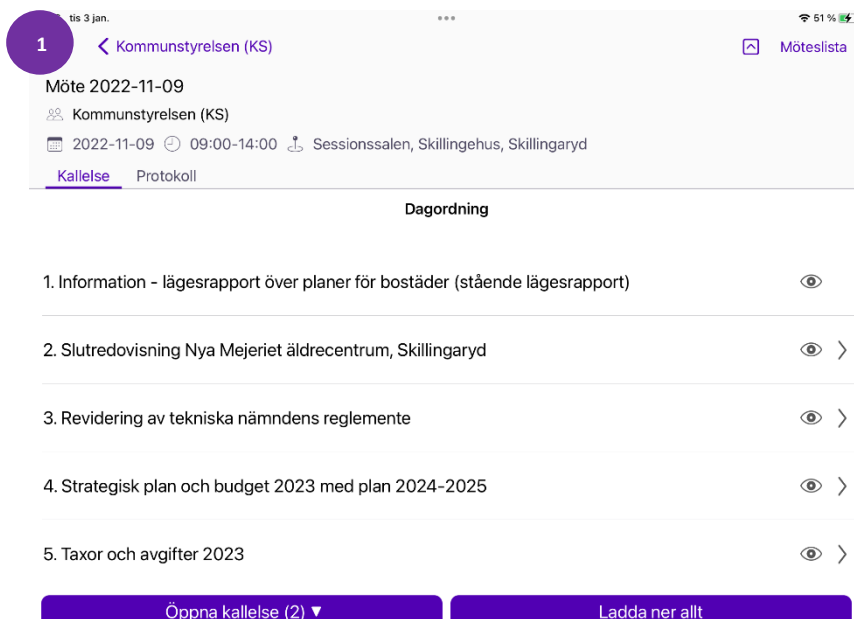 tis 3 jan.
51 %
1
Kommunstyrelsen (KS)
Möteslista
Möte 2022-11-09
Kommunstyrelsen (KS)
2022-11-09 09:00-14:00 Sessionssalen, Skillingehus, Skillingaryd
Kallelse Protokoll
Dagordning
1. Information - lägesrapport över planer för bostäder (stående lägesrapport)
2. Slutredovisning Nya Mejeriet äldrecentrum, Skillingaryd
3. Revidering av tekniska nämndens reglemente
4. Strategisk plan och budget 2023 med plan 2024-2025
5. Taxor och avgifter 2023
Öppna kallelse (2) ▼
Ladda ner allt